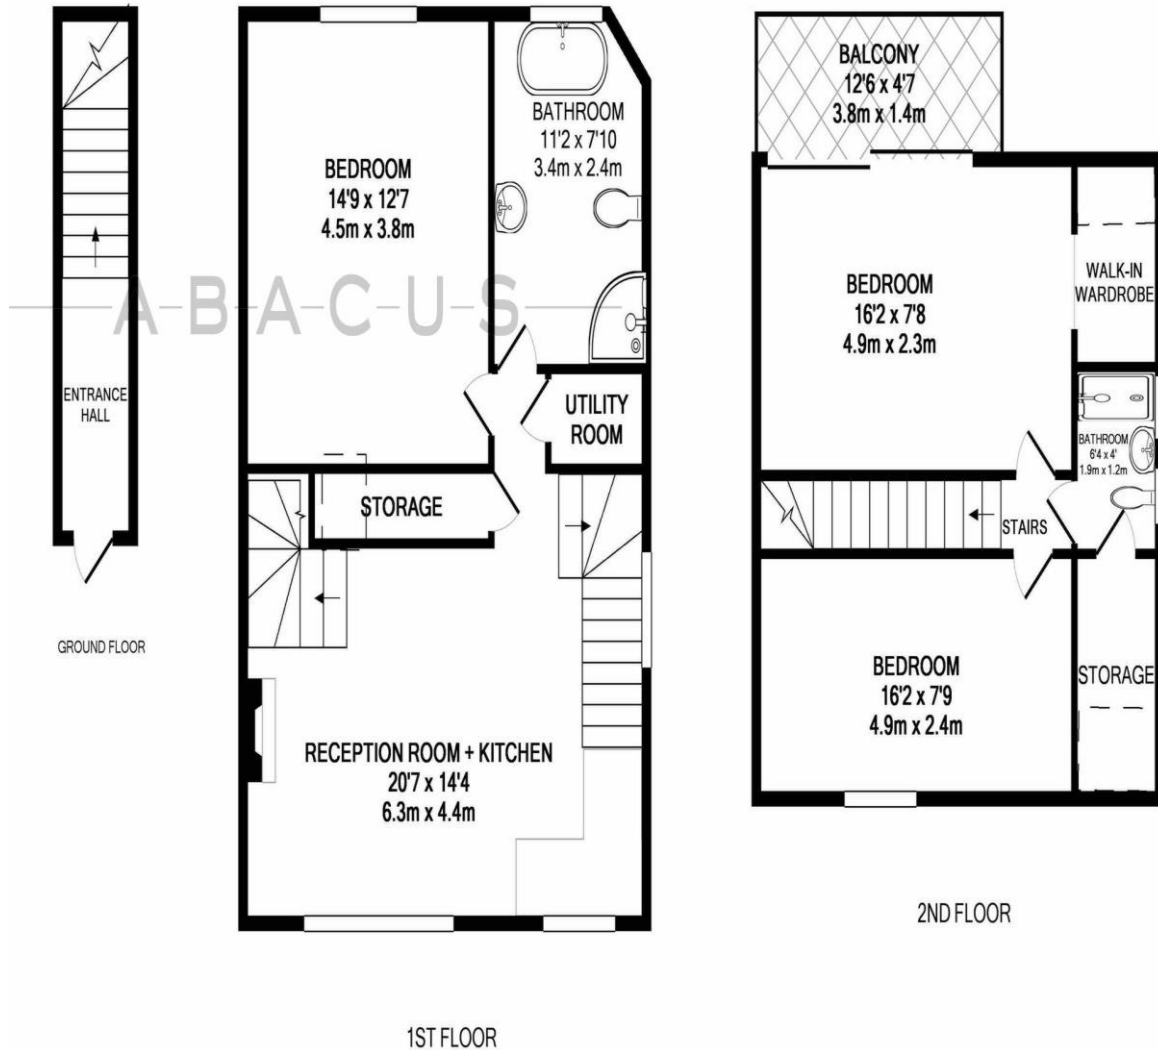 ENTRANCE
HALL
GROUND FLOOR
BEDROOM
14'9 x 12'7
4.5m x 3.8m
BATHROOM
11'2 x 7'10
3.4m x 2.4m
ABACUS
UTILITY
ROOM
STORAGE
RECEPTION ROOM + KITCHEN
20'7 x 14'4
6.3m x 4.4m
1ST FLOOR
BALCONY
12'6 x 4'7
3.8m x 1.4m
BEDROOM
16'2 x 7'8
4.9m x 2.3m
WALK-IN
WARDROBE
BATHROOM
6'4 x 4'
1.9m x 1.2m
STAIRS
BEDROOM
16'2 x 7'9
4.9m x 2.4m
STORAGE
2ND FLOOR